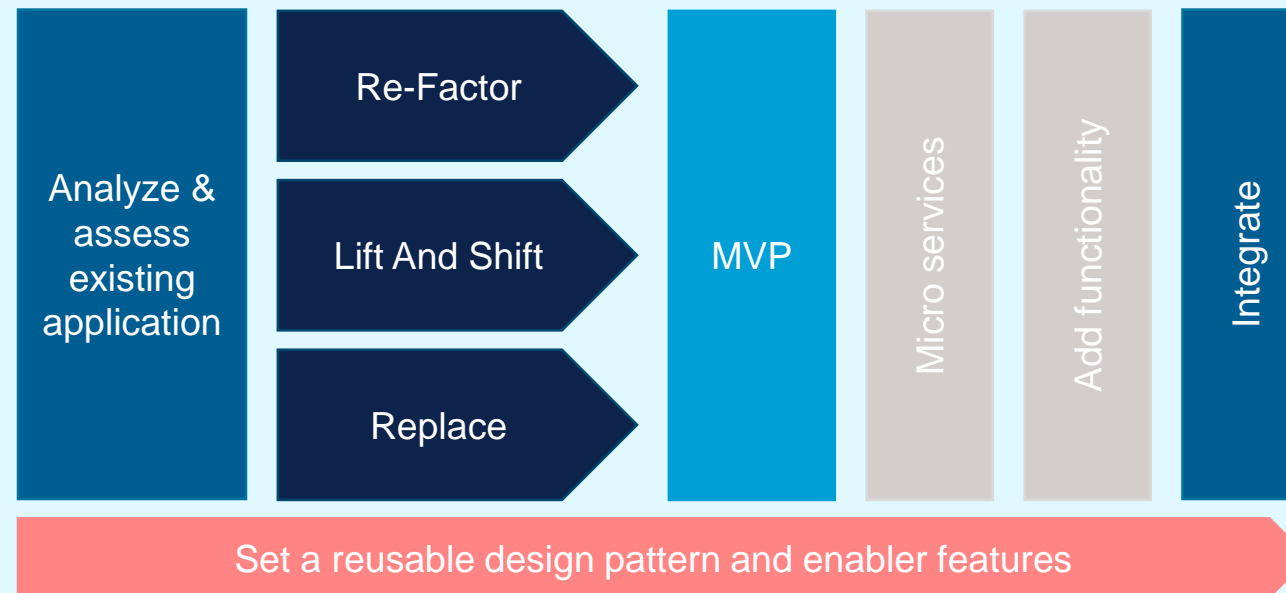 Analyze &
assess
existing
application
Re-Factor
Lift And Shift
Replace
MVP
Micro services
Add functionality
Integrate
Set a reusable design pattern and enabler features